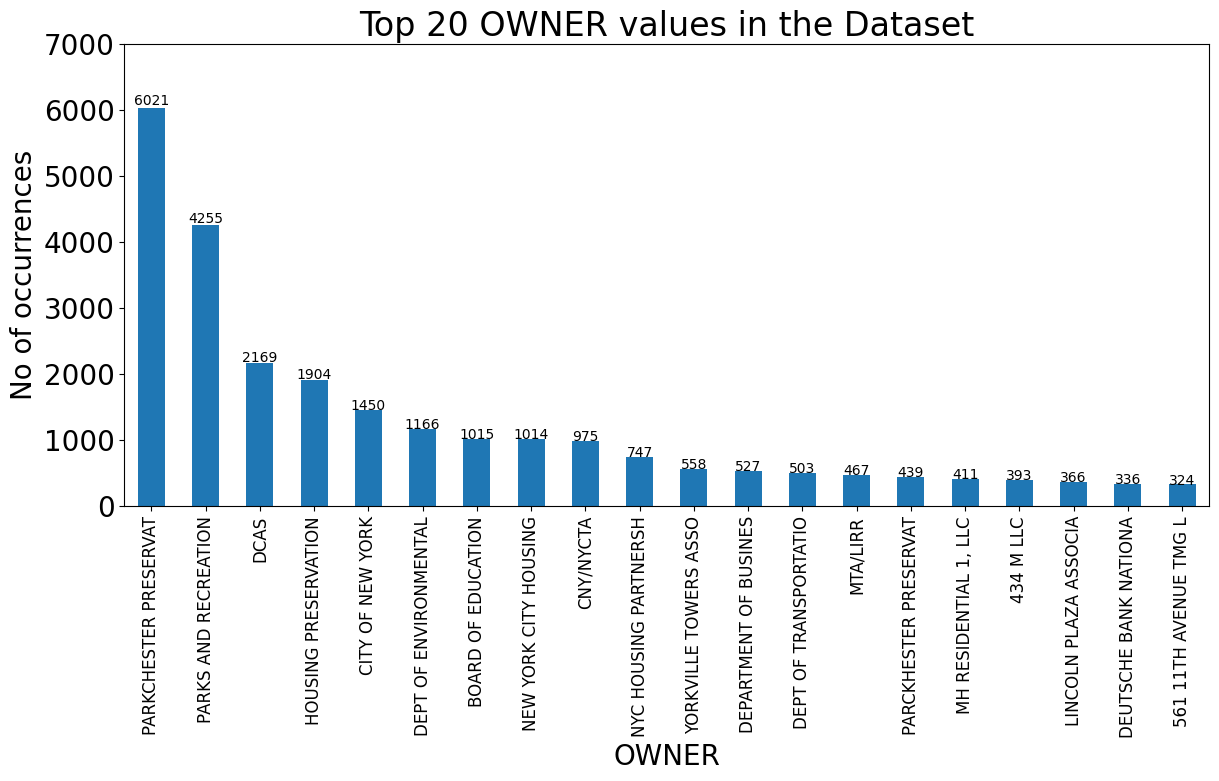 Top 20 OWNER values in the Dataset
No of occurrences
7000
6000
5000
4000
3000
2000
1000
0
6021
4255
2169
1904
1450
1166
1015
1014
975
747
558
527
503
467
439
411
393
366
336
324
PARKCHESTER PRESERVAT
PARKS AND RECREATION
DCAS
HOUSING PRESERVATION
CITY OF NEW YORK
DEPT OF ENVIRONMENTAL
BOARD OF EDUCATION
NEW YORK CITY HOUSING
CNY/NYCTA
NYC HOUSING PARTNERSH
YORKVILLE TOWERS ASSO
DEPARTMENT OF BUSINES
DEPT OF TRANSPORTATIO
MTA/LIRR
PARCKHESTER PRESERVAT
MH RESIDENTIAL 1, LLC
434 M LLC
LINCOLN PLAZA ASSOCIA
DEUTSCHE BANK NATIONA
561 11TH AVENUE TMG L
OWNER